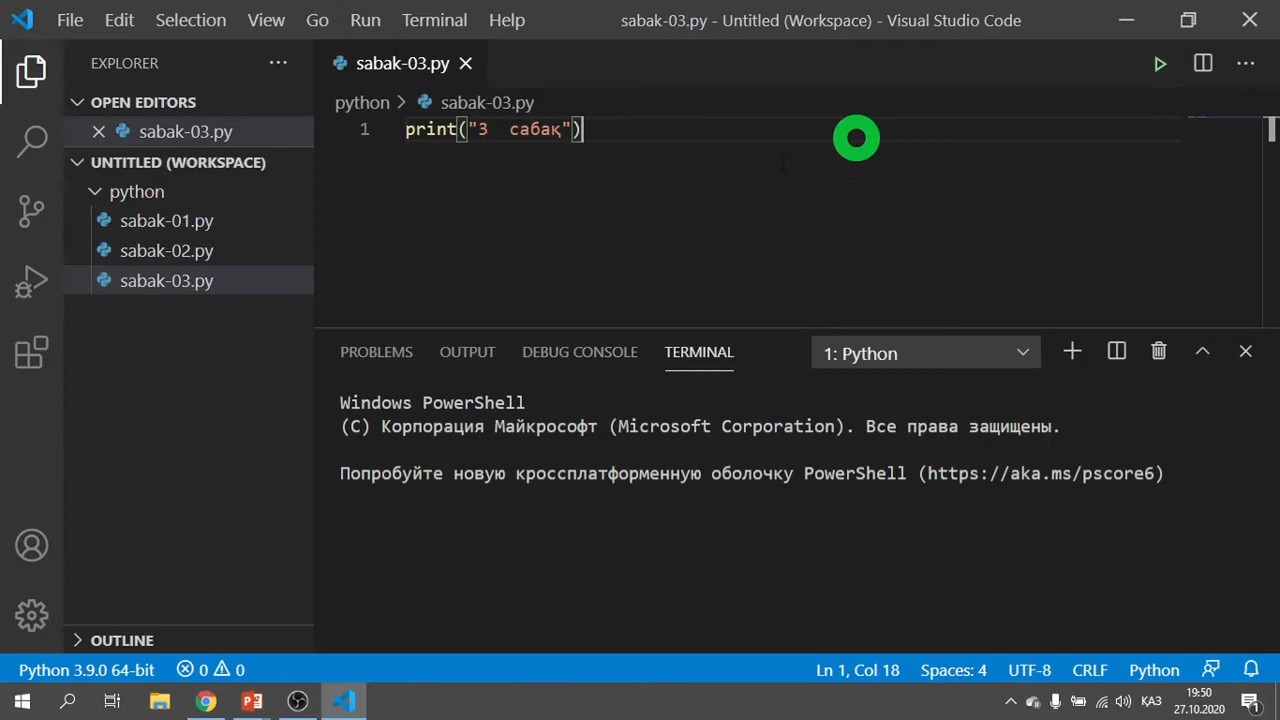 File Edit Selection View Go Run Terminal Help sabak-03.py - Untitled (Workspace) - Visual Studio Code
EXPLORER
OPEN EDITORS
sabak-03.py
UNTITLED (WORKSPACE)
python
sabak-01.py
sabak-02.py
sabak-03.py
OUTLINE
sabak-03.py
python > sabak-03.py
1 print("3  сабақ")
PROBLEMS OUTPUT DEBUG CONSOLE TERMINAL 1: Python
Windows PowerShell
(C) Корпорация Майкрософт (Microsoft Corporation). Все права защищены.
Попробуйте новую кроссплатформенную оболочку PowerShell (https://aka.ms/pscore6)
Python 3.9.0 64-bit 0 0 Ln 1, Col 18 Spaces: 4 UTF-8 CRLF Python
ҚАЗ 19:50
27.10.2020 1